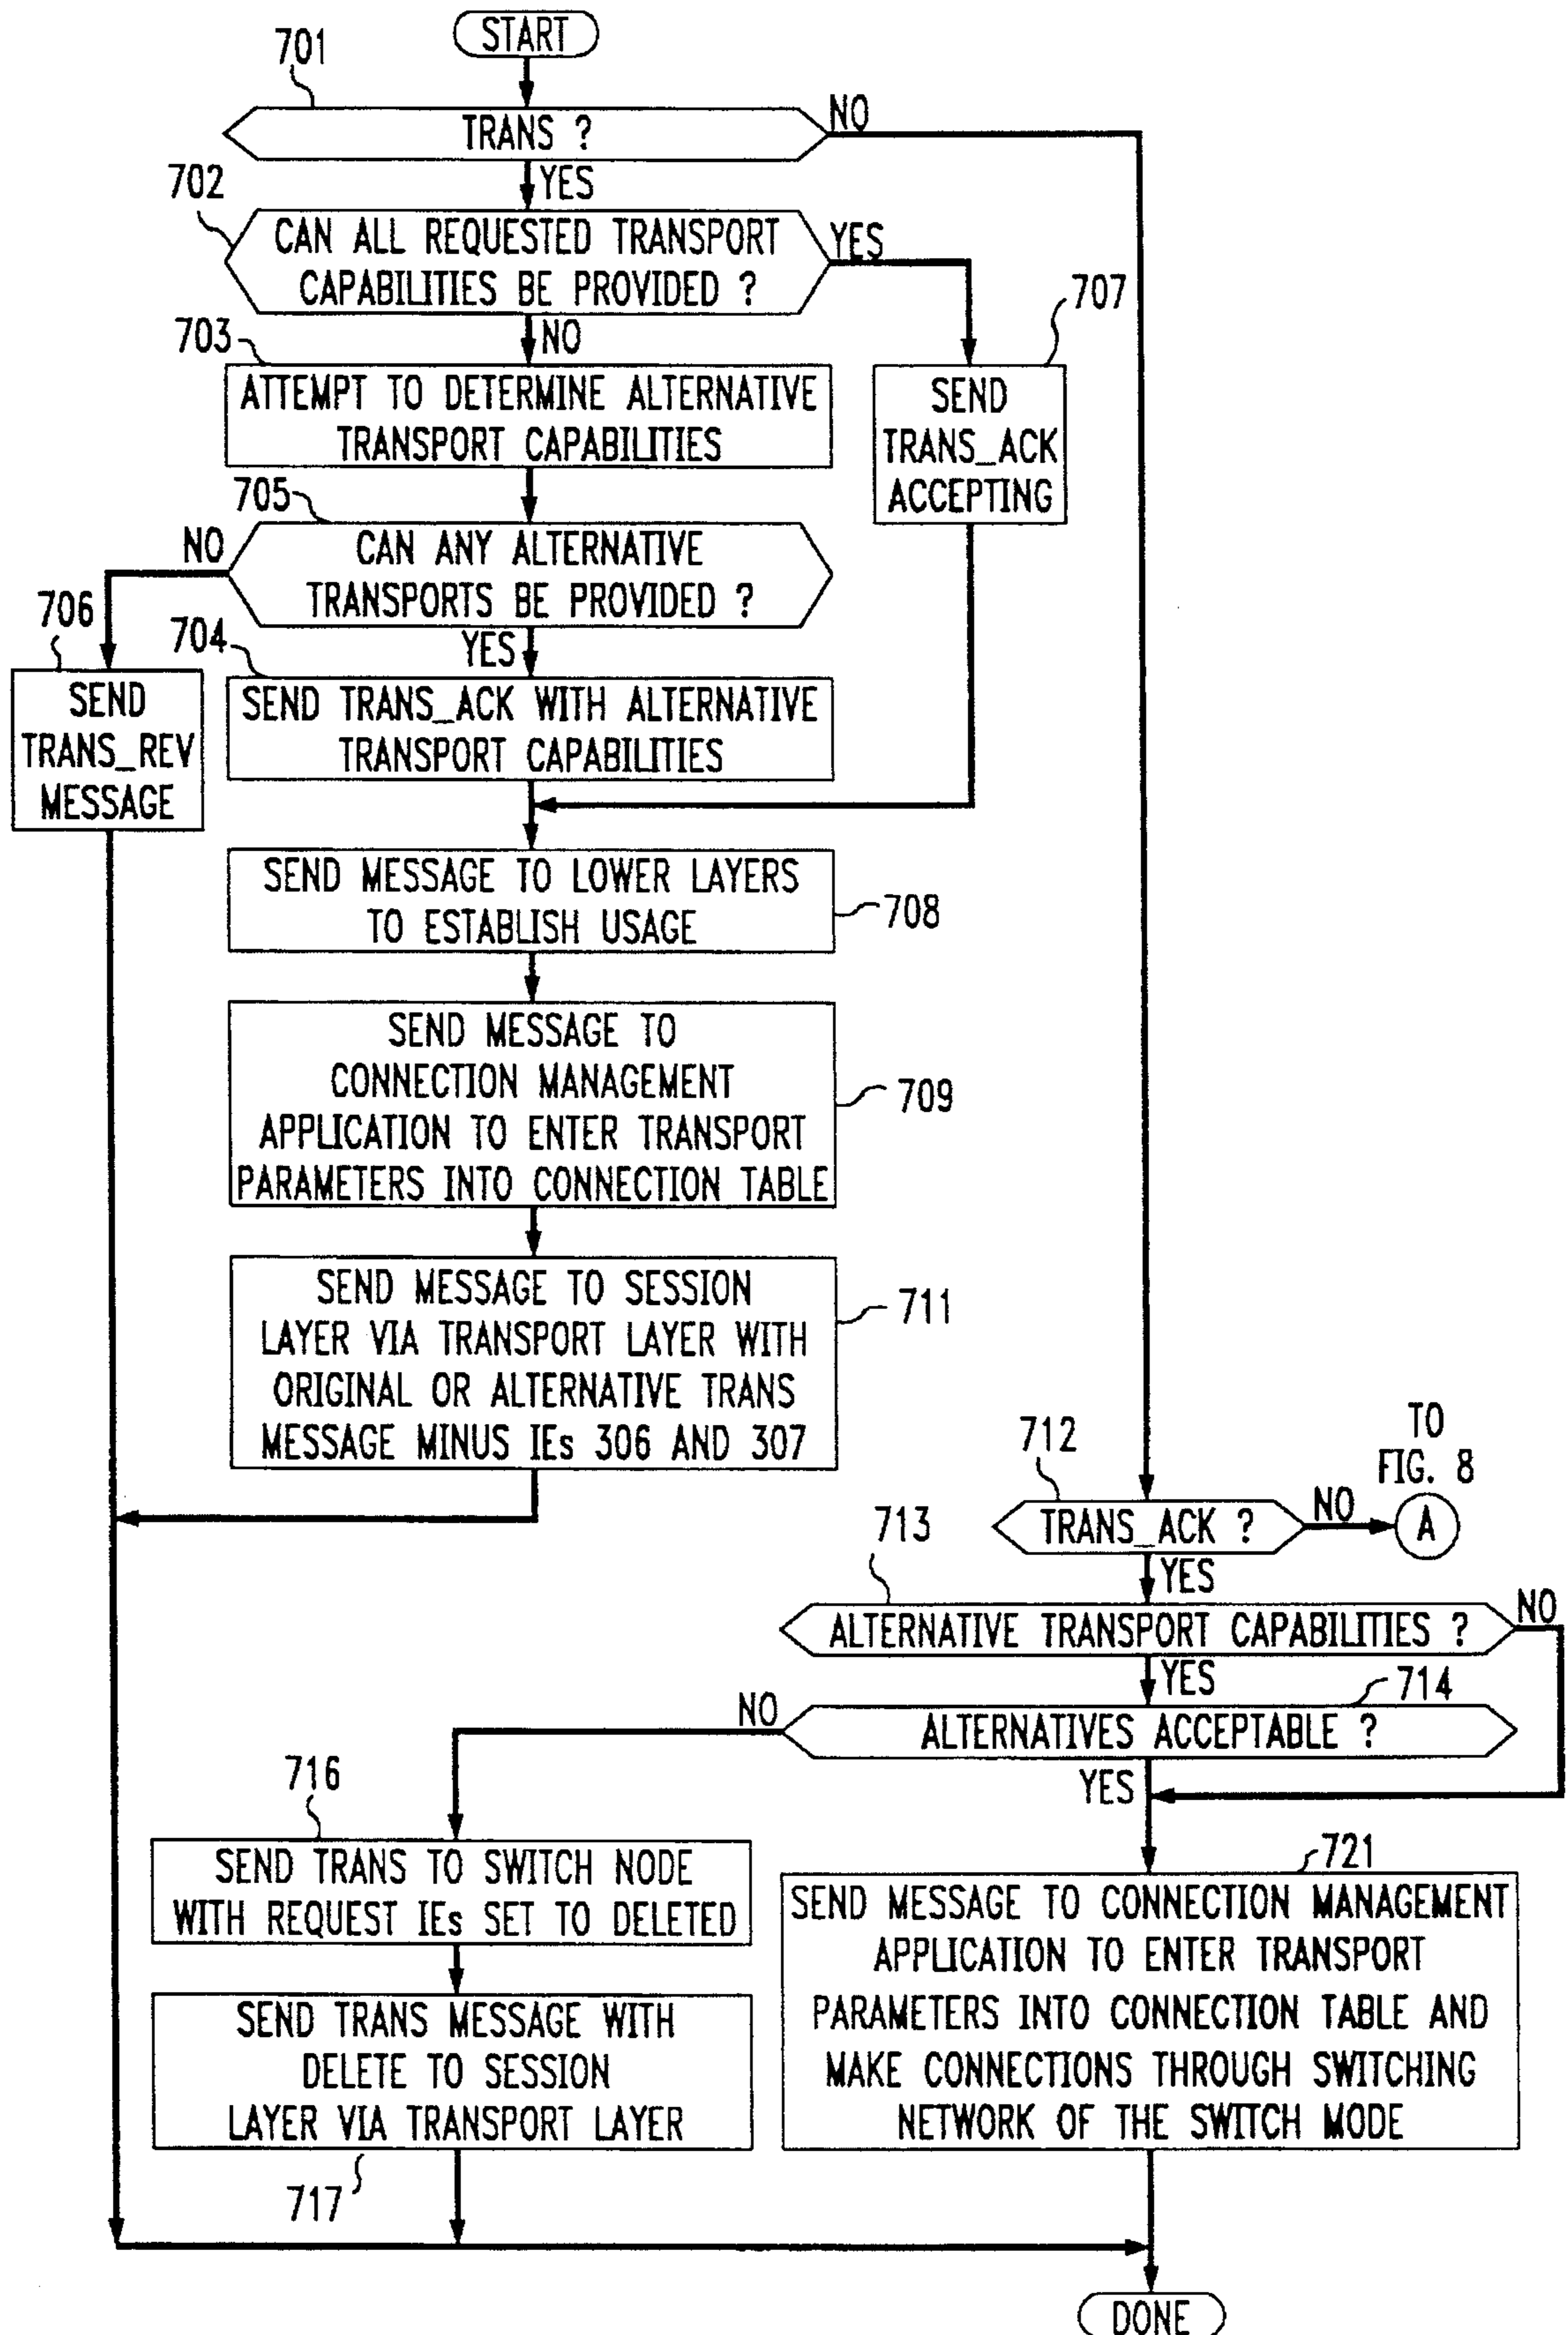 START
701
TRANS ?
NO
YES
702
CAN ALL REQUESTED TRANSPORT
CAPABILITIES BE PROVIDED ?
YES
NO
707
703
ATTEMPT TO DETERMINE ALTERNATIVE
TRANSPORT CAPABILITIES
SEND
TRANS_ACK
ACCEPTING
705
NO
CAN ANY ALTERNATIVE
TRANSPORTS BE PROVIDED ?
706
YES
704
SEND
TRANS_REV
MESSAGE
SEND TRANS_ACK WITH ALTERNATIVE
TRANSPORT CAPABILITIES
SEND MESSAGE TO LOWER LAYERS
TO ESTABLISH USAGE
708
SEND MESSAGE TO
CONNECTION MANAGEMENT
APPLICATION TO ENTER TRANSPORT
PARAMETERS INTO CONNECTION TABLE
709
SEND MESSAGE TO SESSION
LAYER VIA TRANSPORT LAYER WITH
ORIGINAL OR ALTERNATIVE TRANS
MESSAGE MINUS IEs 306 AND 307
711
712
TRANS_ACK ?
NO
TO
FIG. 8
A
YES
713
ALTERNATIVE TRANSPORT CAPABILITIES ?
NO
YES
714
ALTERNATIVES ACCEPTABLE ?
NO
YES
716
SEND TRANS TO SWITCH NODE
WITH REQUEST IEs SET TO DELETED
SEND TRANS MESSAGE WITH
DELETE TO SESSION
LAYER VIA TRANSPORT LAYER
717
721
SEND MESSAGE TO CONNECTION MANAGEMENT
APPLICATION TO ENTER TRANSPORT
PARAMETERS INTO CONNECTION TABLE AND
MAKE CONNECTIONS THROUGH SWITCHING
NETWORK OF THE SWITCH MODE
DONE